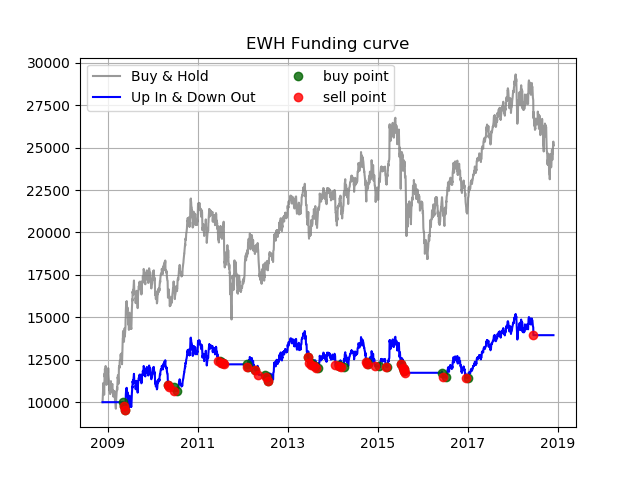 EWH Funding curve
30000
27500
25000
22500
20000
17500
15000
12500
10000
Buy & Hold
Up In & Down Out
buy point
sell point
2009 2011 2013 2015 2017 2019